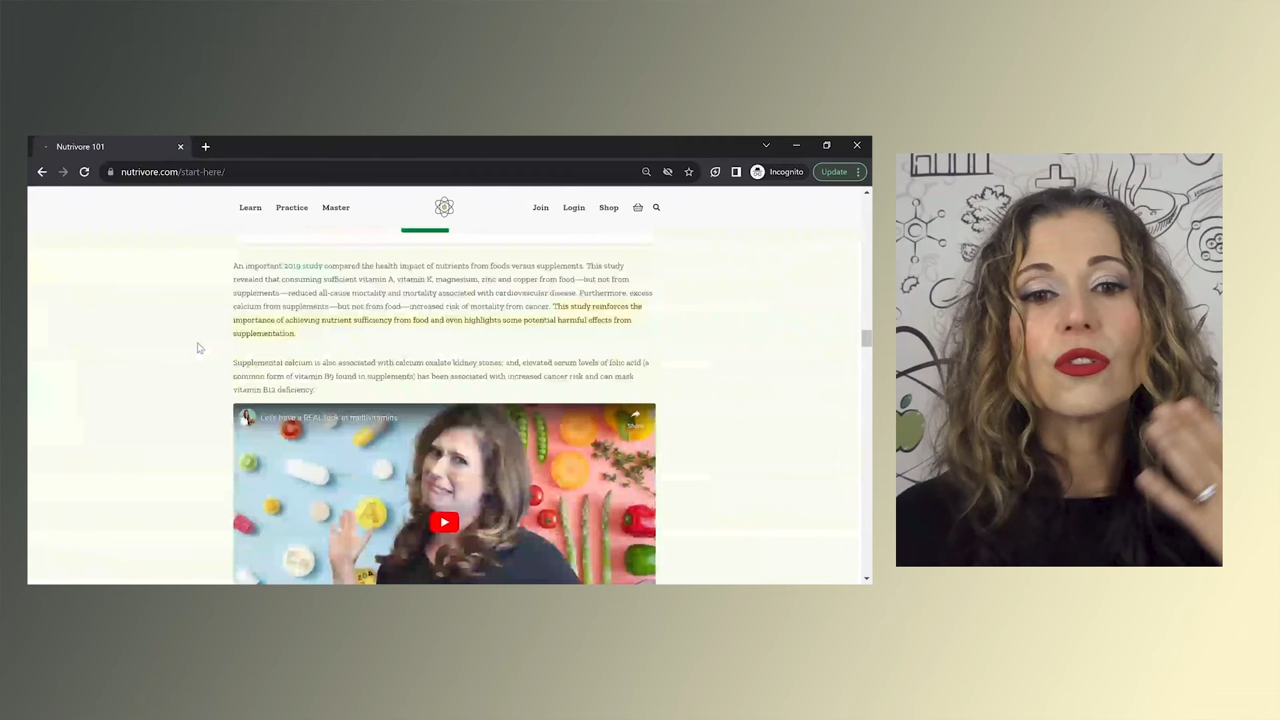 Nutrivore 101
nutrivore.com/start-here/
Incognito
Update
Learn Practice Master
Join Login Shop
An important 2019 study compared the health impact of nutrients from foods versus supplements. This study
revealed that consuming sufficient vitamin A, vitamin K, magnesium, zinc and copper from food—but not from
supplements—reduced all-cause mortality and mortality associated with cardiovascular disease. Furthermore, excess
calcium from supplements—but not from food—increased risk of mortality from cancer. This study reinforces the
importance of achieving nutrient sufficiency from food and even highlights some potential harmful effects from
supplementation.
Supplemental calcium is also associated with calcium oxalate kidney stones; and, elevated serum levels of folic acid (a
common form of vitamin B9 found in supplements) has been associated with increased cancer risk and can mask
vitamin B12 deficiency.
Let's have a REAL look at multivitamins
Share
A